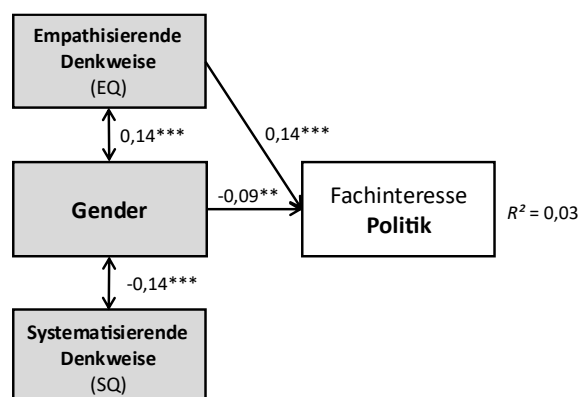 Empathisierende
Denkweise
(EQ)
0,14***
0,14***
Gender
-0,09**
Fachinteresse
Politik
R² = 0,03
-0,14***
Systematisierende
Denkweise
(SQ)